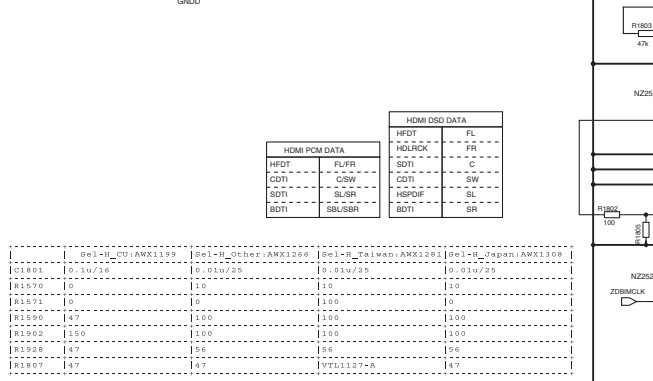 GNDD
R1803
47k
NZ25
HDMI DSD DATA
HFDT FL
HDLRCK FR
SDTI C
CDTI SW
HSPDIF SL
BDTI SR
HDMI PCM DATA
HFDT FL/FR
CDTI C/SW
SDTI SL/SR
BDTI SBL/SBR
R1802
100
R1805
NZ252
ZDBIMCLK
Sel-H_CU:AWX1199 Sel-H_Other:AWX1266 Sel-H_Taiwan:AWX1281 Sel-H_Japan:AWX1308
C1801 0.1u/16 0.01u/25 0.01u/25 0.01u/25
R1570 0 10 10 10
R1571 0 0 100 0
R1590 47 100 100 100
R1902 150 100 100 100
R1928 47 56 56 56
R1807 47 47 VTL1127-A 47